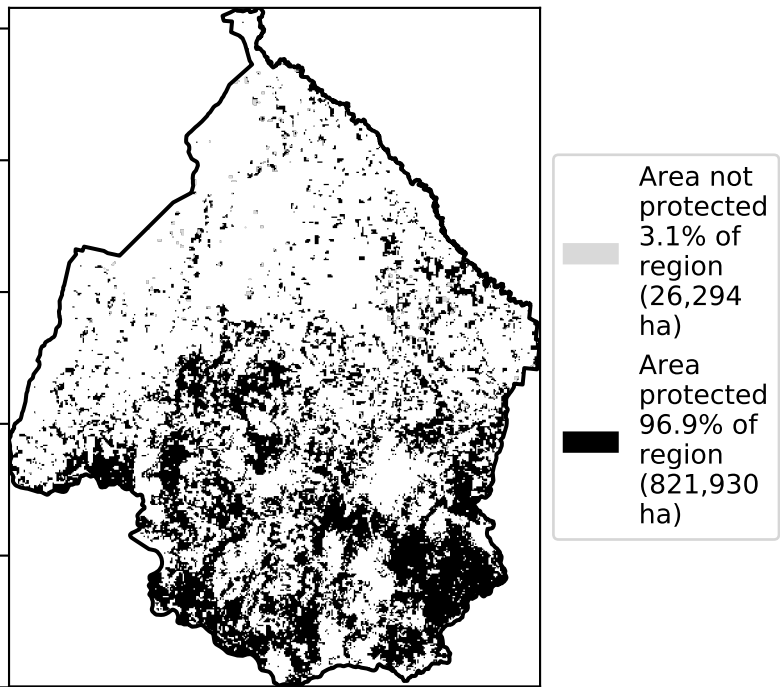 Area not
protected
3.1% of
region
(26,294
ha)
Area
protected
96.9% of
region
(821,930
ha)